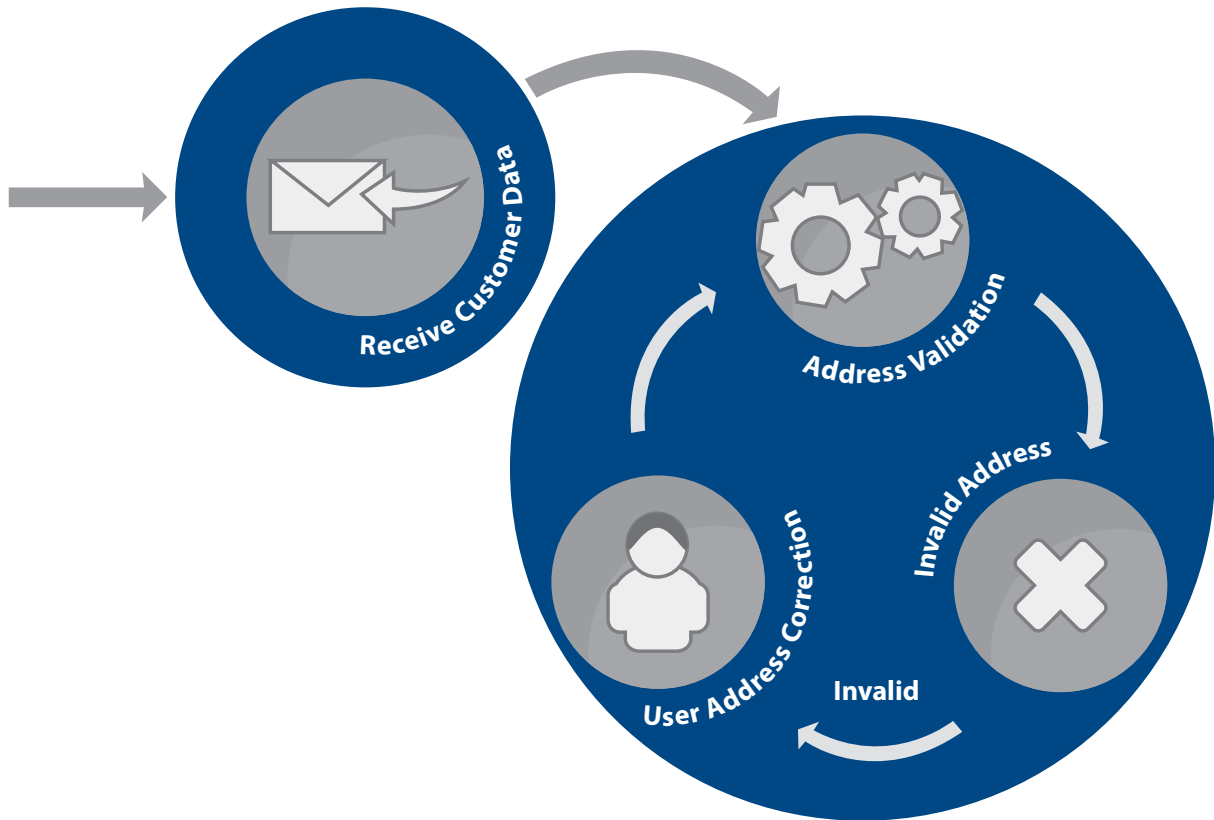 Receive Customer Data
Address Validation
Invalid Address
Invalid
User Address Correction